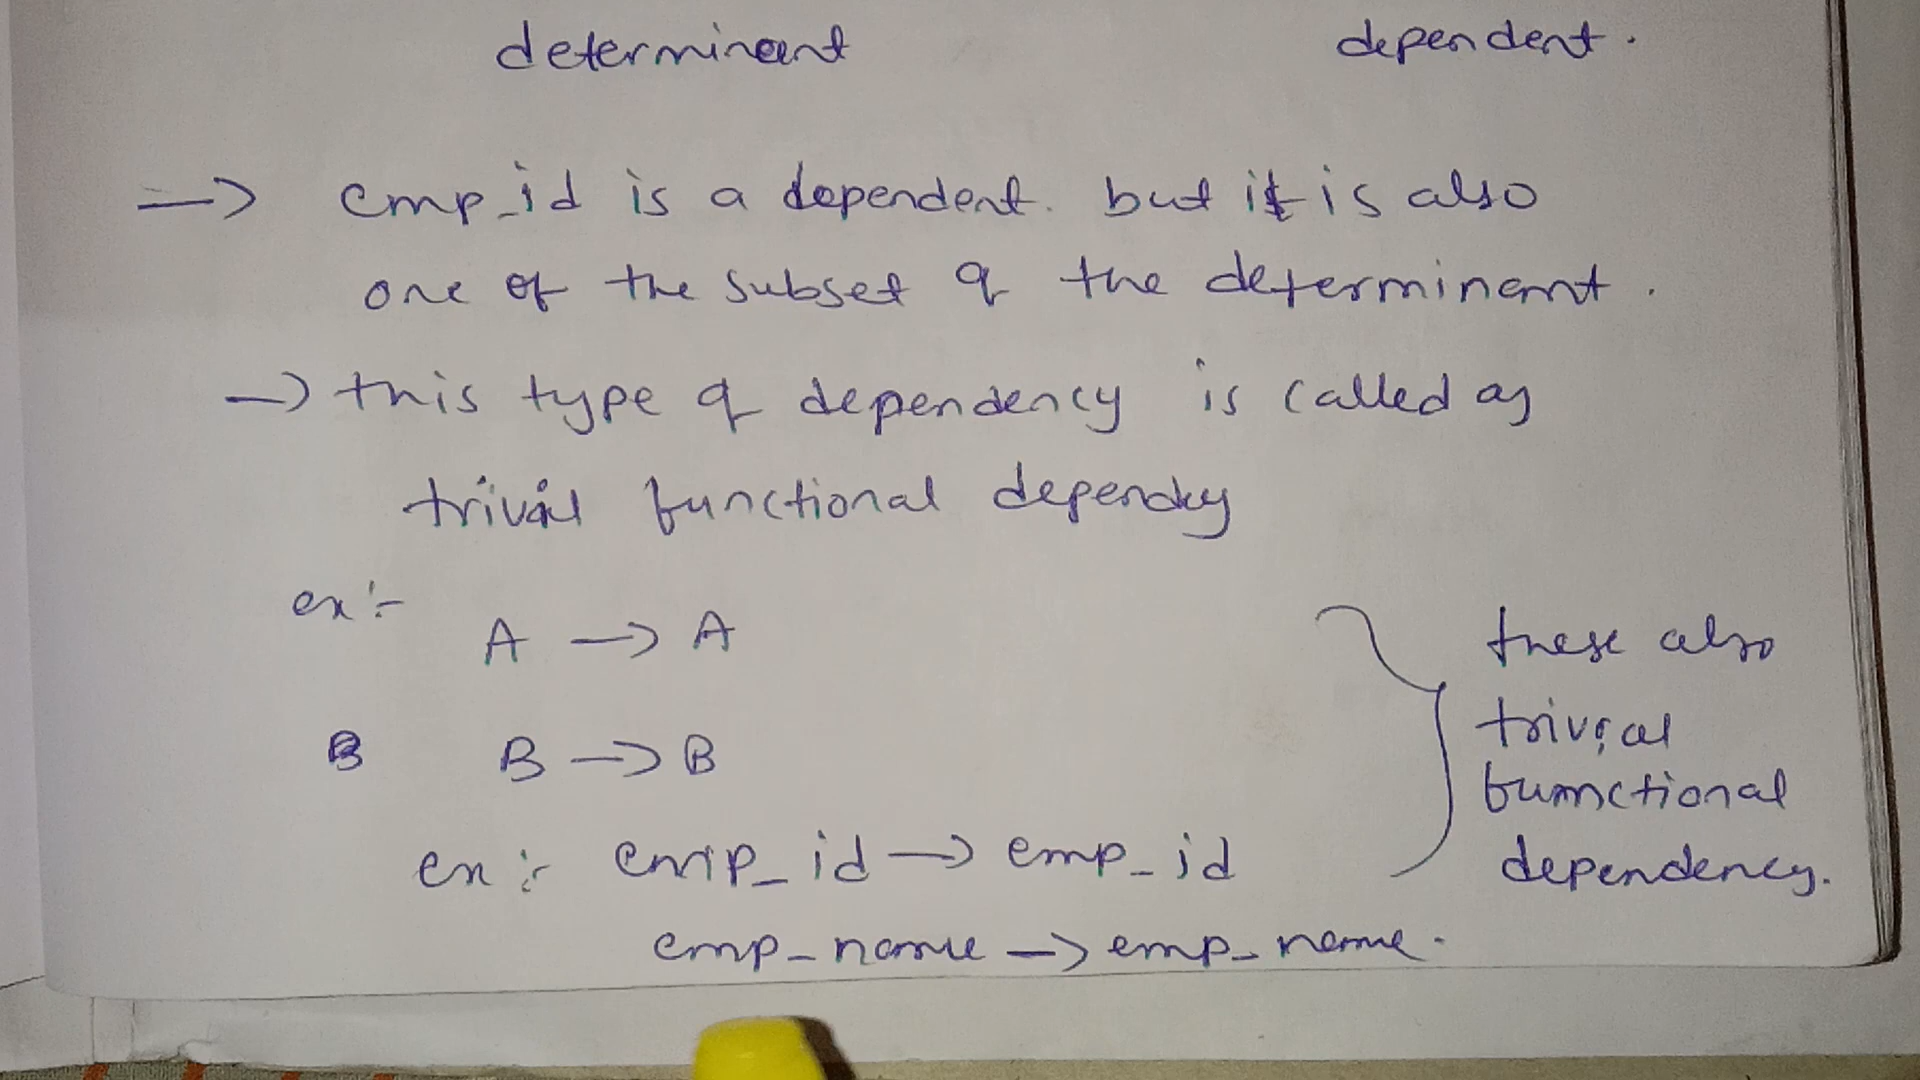 determinent dependent.
=> emp_id is a dependent. but it is also
one of the subset of the determinant.
-> this type of dependency is called as
trivial functional dependcy
ex:- A -> A
B B -> B
ex:- emp_id -> emp_id
emp_name -> emp_name.
these also
trivial
functional
dependency.